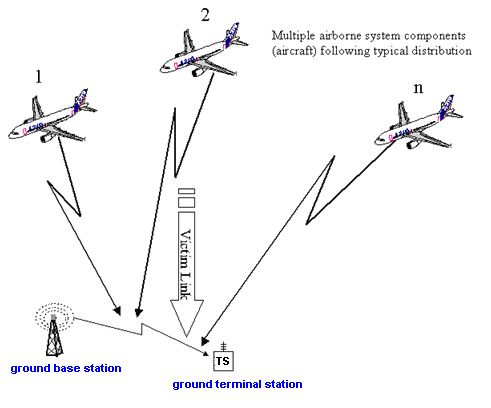 2
Multiple airborne system components
(aircraft) following typical distribution
1
n
Victim Link
TS
ground base station
ground terminal station